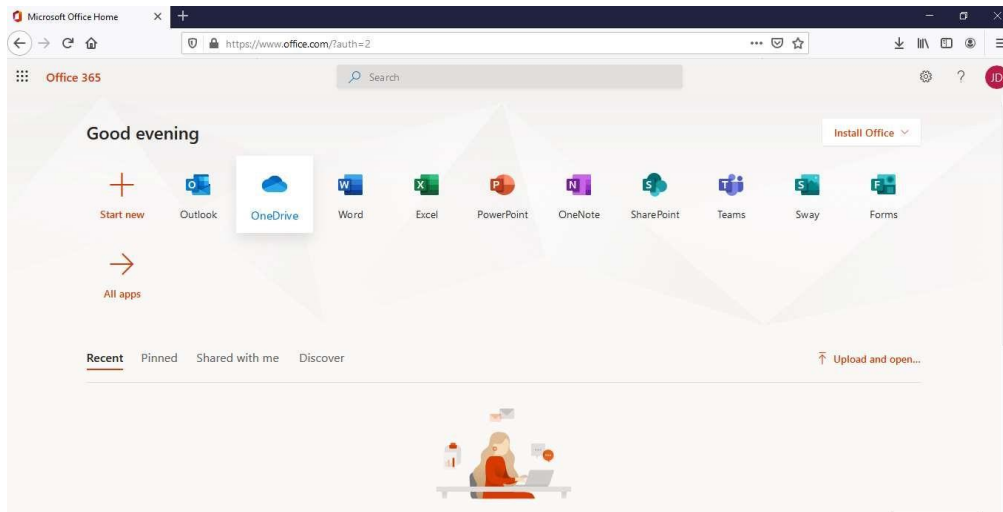 Microsoft Office Home
https://www.office.com/?auth=2
Office 365
Search
JD
Good evening
Install Office
Start new
Outlook
OneDrive
Word
Excel
PowerPoint
OneNote
SharePoint
Teams
Sway
Forms
All apps
Recent Pinned Shared with me Discover
Upload and open...